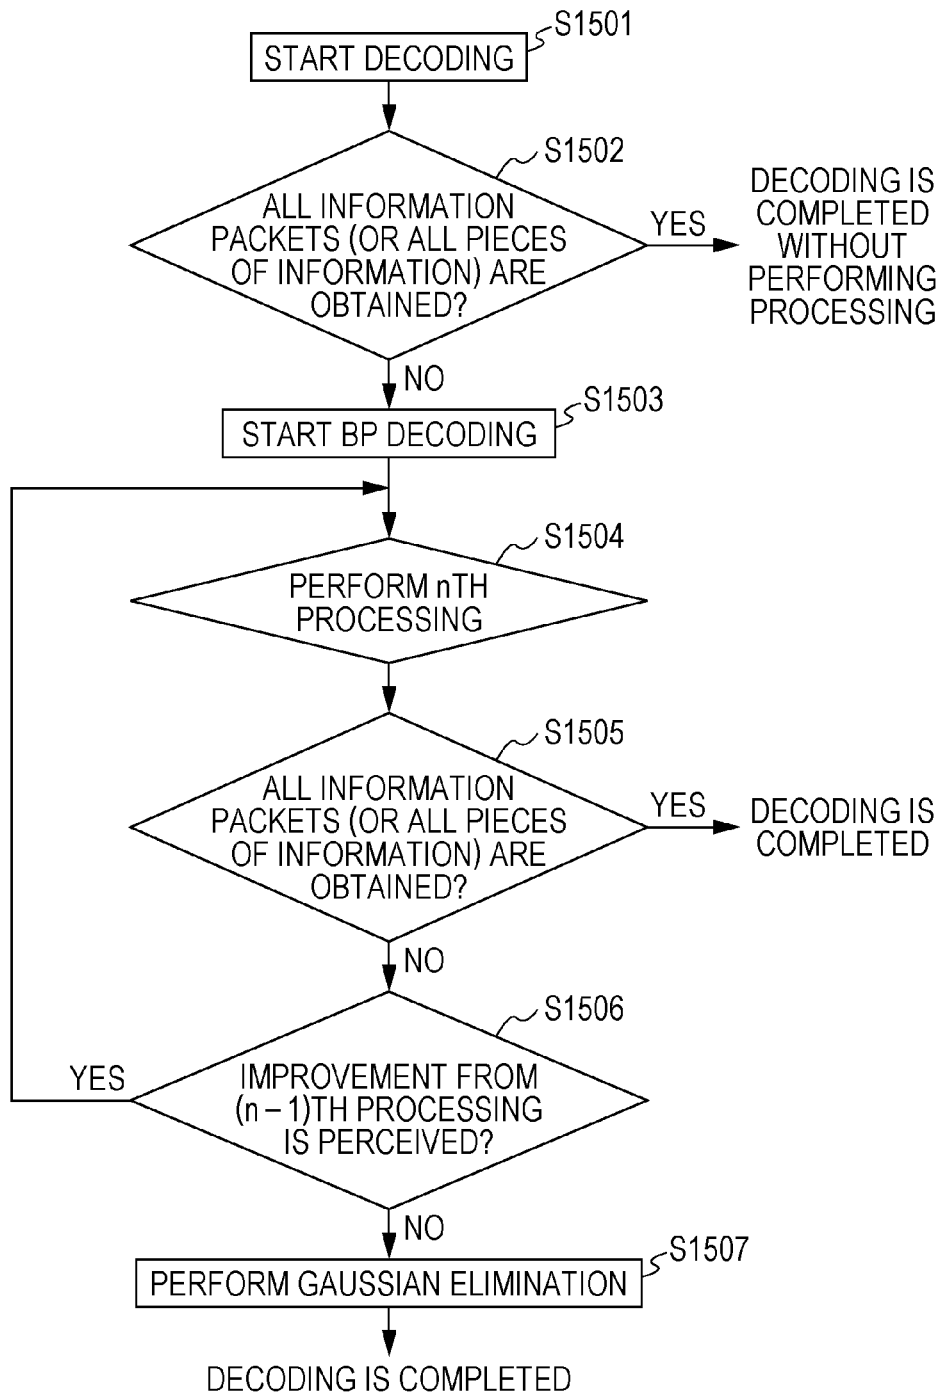 S1501
START DECODING
S1502
ALL INFORMATION
PACKETS (OR ALL PIECES
OF INFORMATION) ARE
OBTAINED?
YES
DECODING IS
COMPLETED
WITHOUT
PERFORMING
PROCESSING
NO
S1503
START BP DECODING
S1504
PERFORM nTH
PROCESSING
S1505
ALL INFORMATION
PACKETS (OR ALL PIECES
OF INFORMATION) ARE
OBTAINED?
YES
DECODING IS
COMPLETED
NO
S1506
YES
IMPROVEMENT FROM
(n – 1)TH PROCESSING
IS PERCEIVED?
NO
S1507
PERFORM GAUSSIAN ELIMINATION
DECODING IS COMPLETED